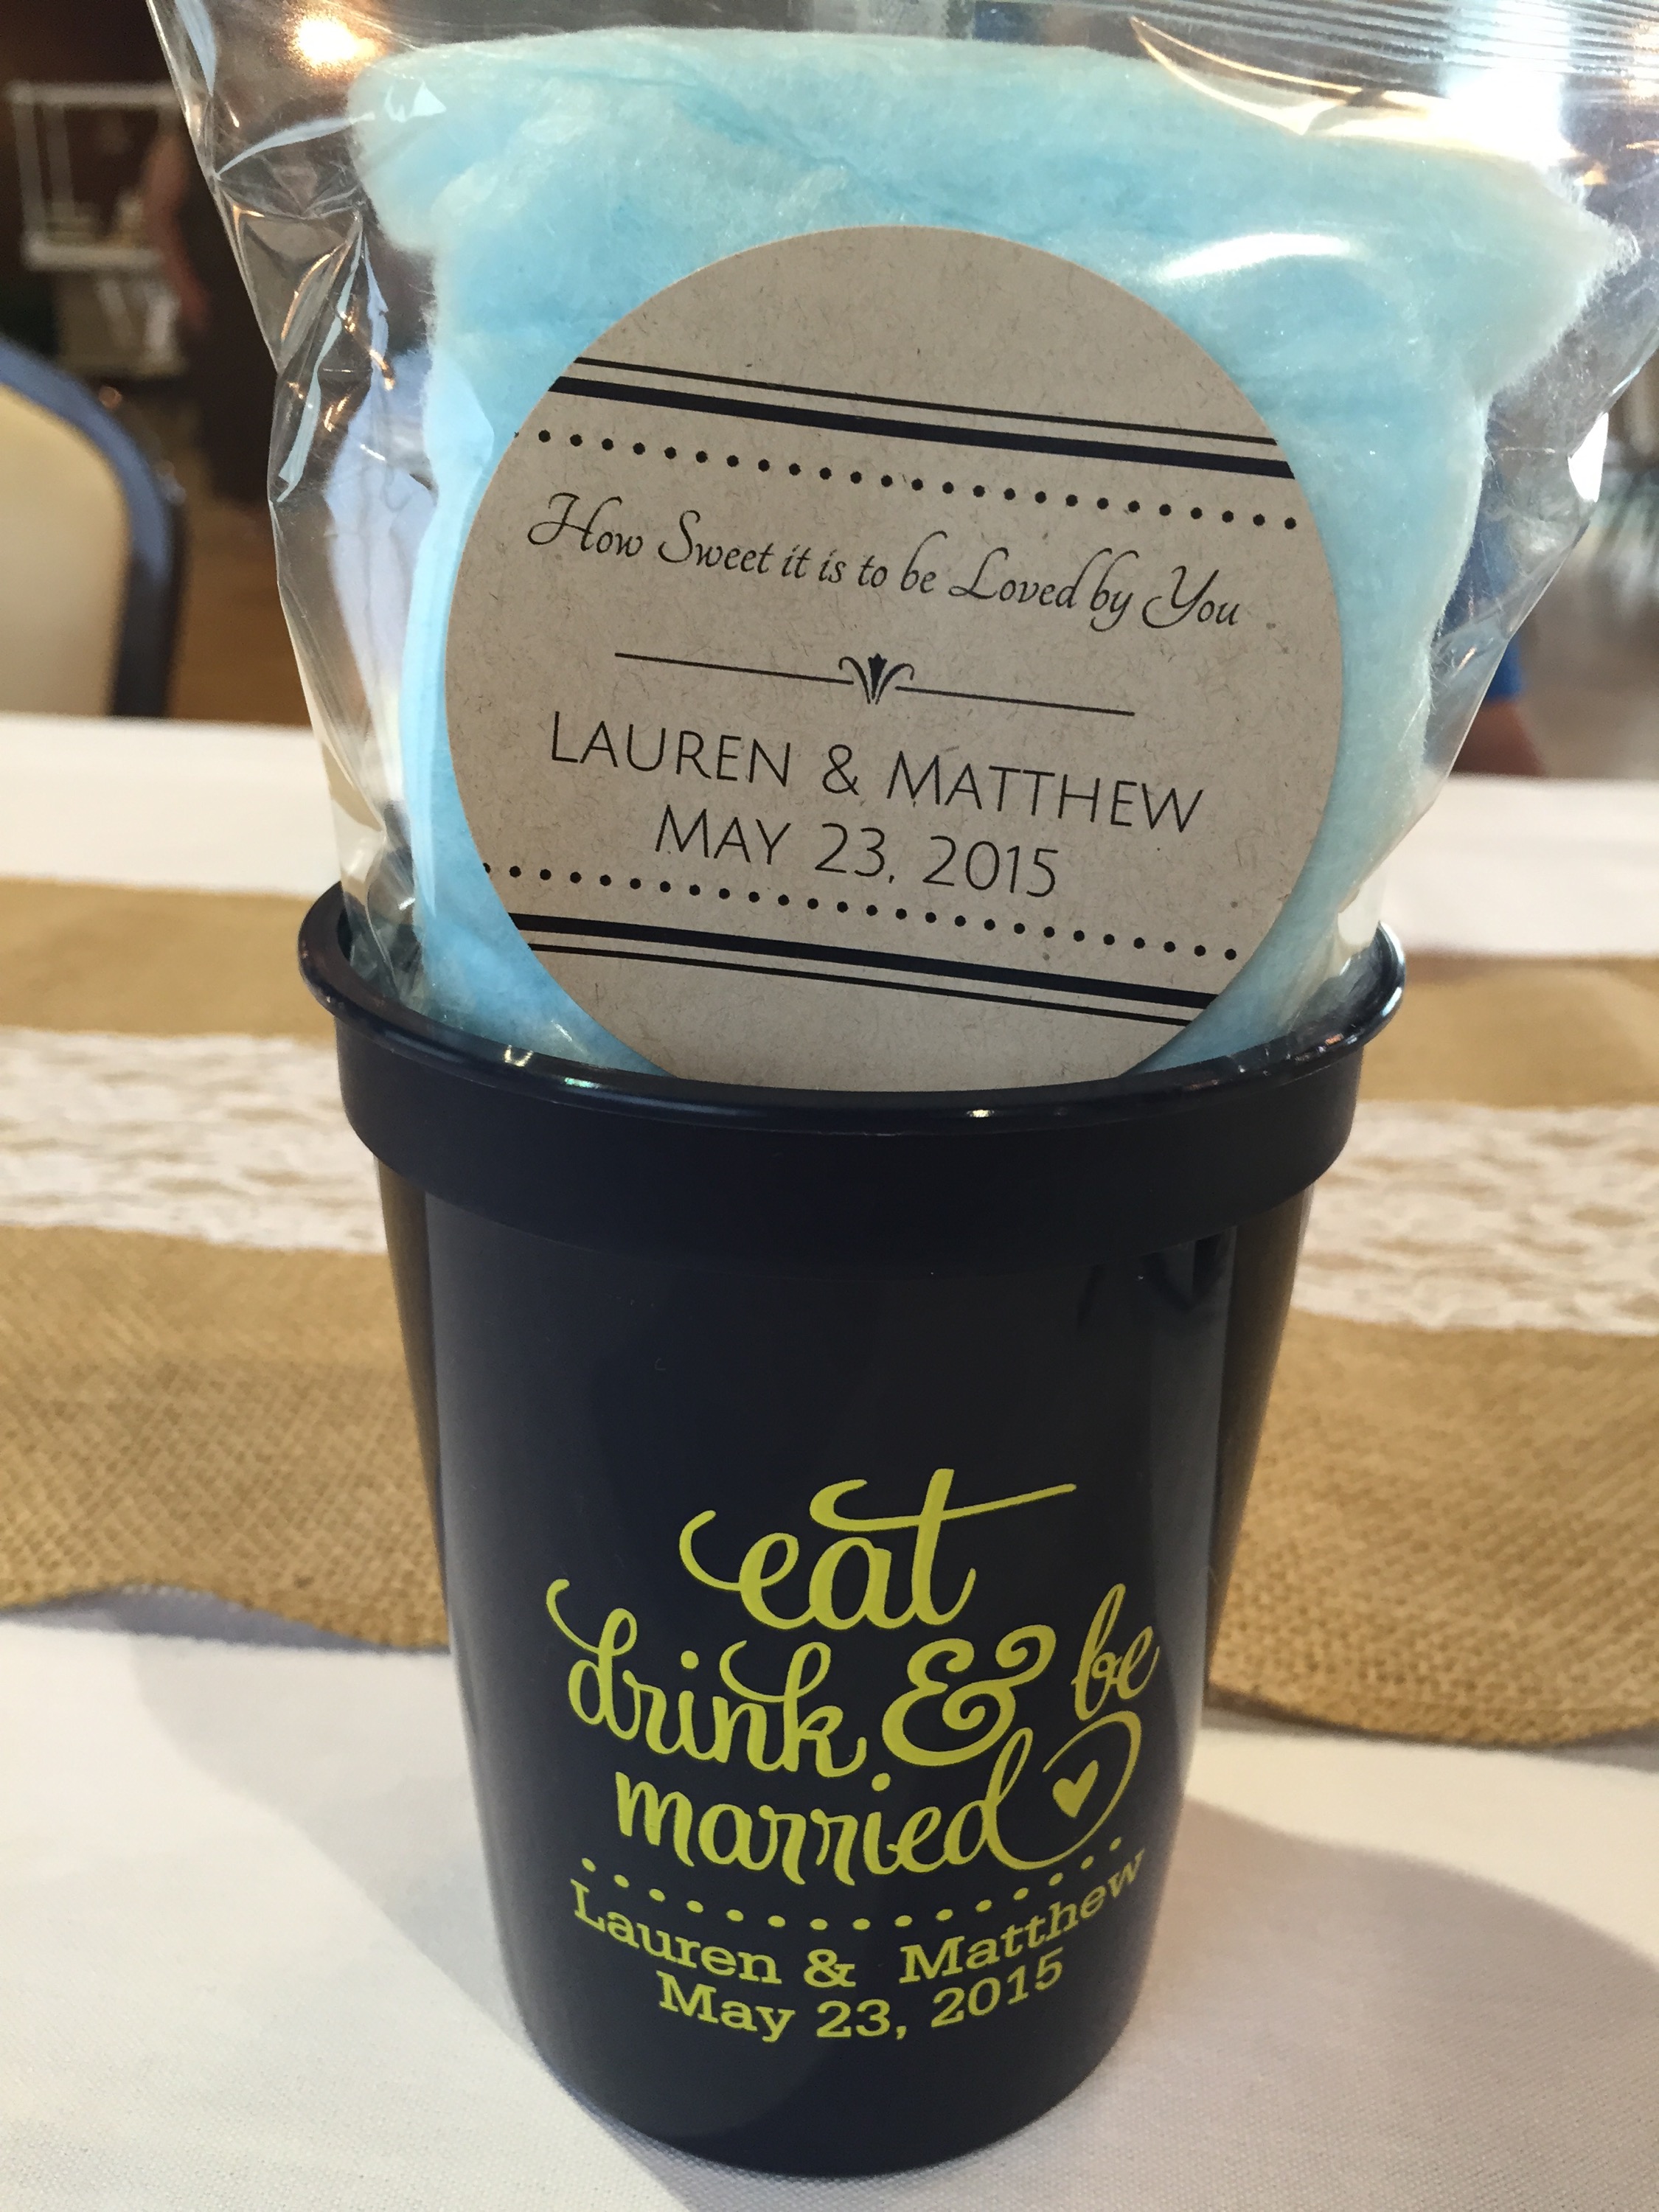 How Sweet it is to be Loved by You
LAUREN & MATTHEW
MAY 23, 2015
eat
drink & be
married
Lauren & Matthew
May 23, 2015